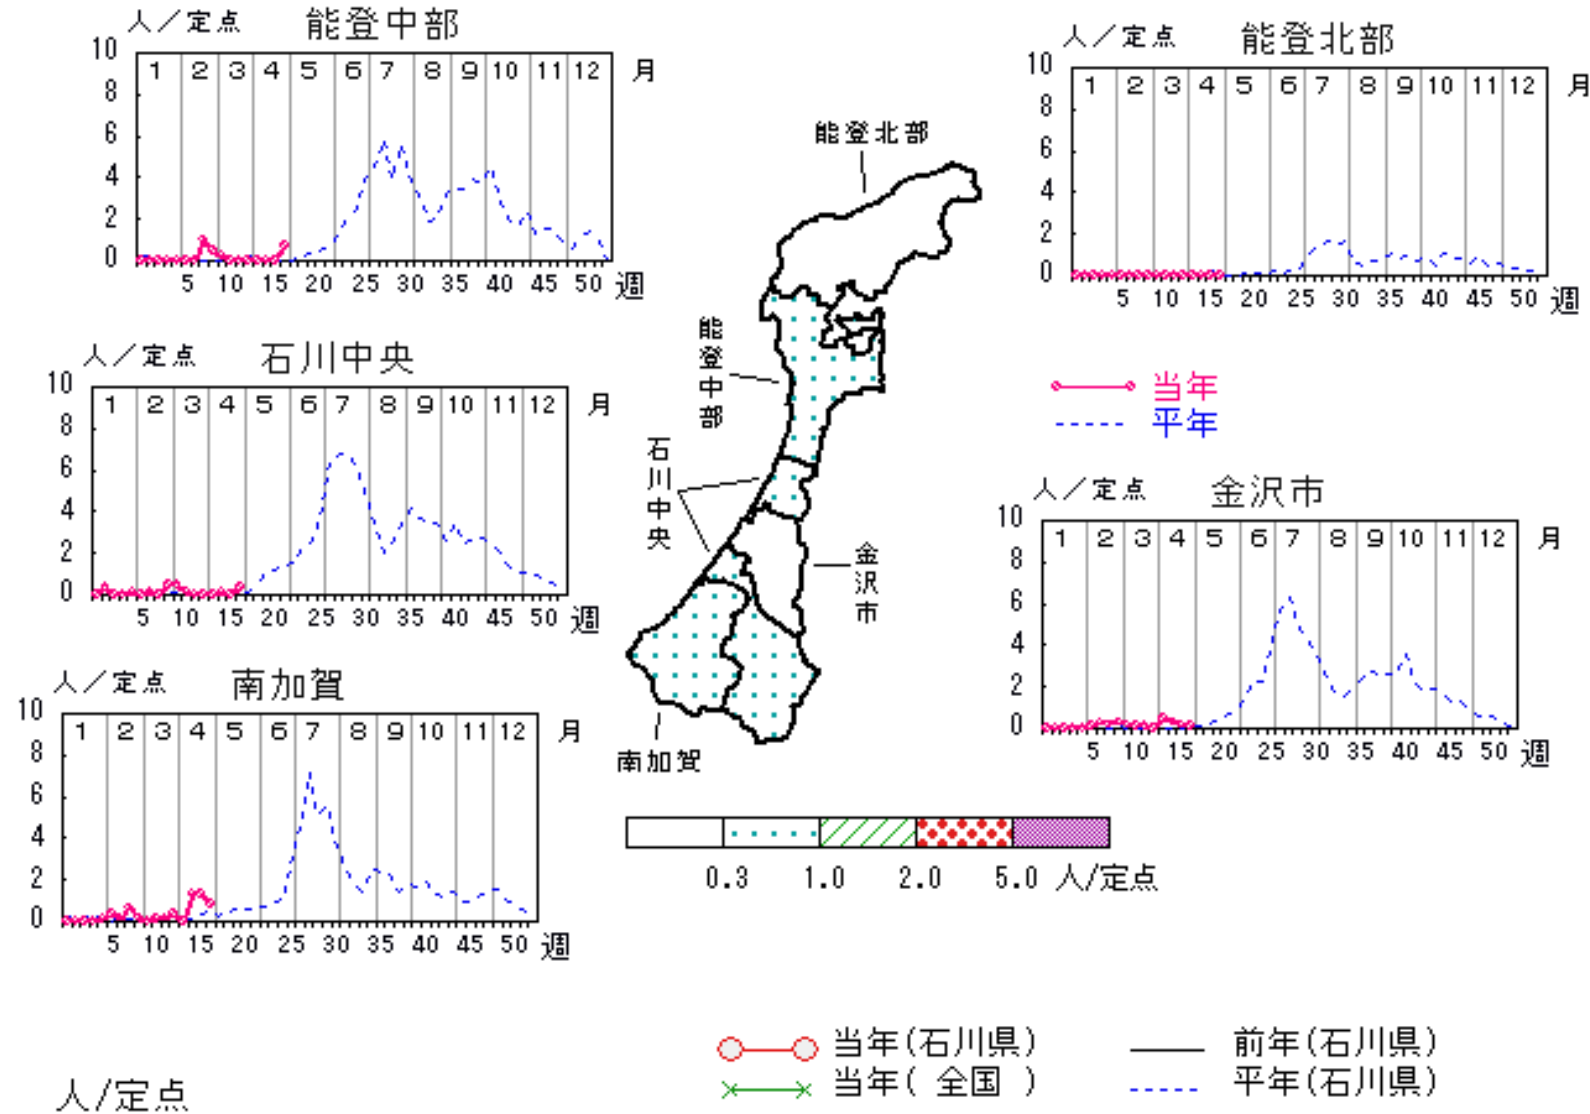 人／定点 能登中部
10
8
6
4
2
0
1 2 3 4 5 6 7 8 9 10 11 12 月
5 10 15 20 25 30 35 40 45 50 週
人／定点 能登北部
10
8
6
4
2
0
1 2 3 4 5 6 7 8 9 10 11 12 月
5 10 15 20 25 30 35 40 45 50 週
能登北部
能登中部
石川中央
金沢市
南加賀
人／定点 石川中央
10
8
6
4
2
0
1 2 3 4 5 6 7 8 9 10 11 12 月
5 10 15 20 25 30 35 40 45 50 週
当年
平年
人／定点 金沢市
10
8
6
4
2
0
1 2 3 4 5 6 7 8 9 10 11 12 月
5 10 15 20 25 30 35 40 45 50 週
人／定点 南加賀
10
8
6
4
2
0
1 2 3 4 5 6 7 8 9 10 11 12 月
5 10 15 20 25 30 35 40 45 50 週
0.3 1.0 2.0 5.0 人/定点
当年(石川県) 前年(石川県)
当年( 全国 ) 平年(石川県)
人/定点